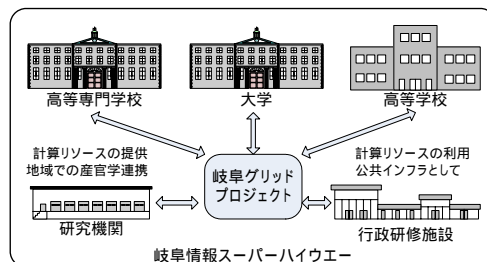 高等専門学校
大学
高等学校
計算リソースの提供
地域での産官学連携
岐阜グリッド
プロジェクト
計算リソースの利用
公共インフラとして
研究機関
行政研修施設
岐阜情報スーパーハイウエー